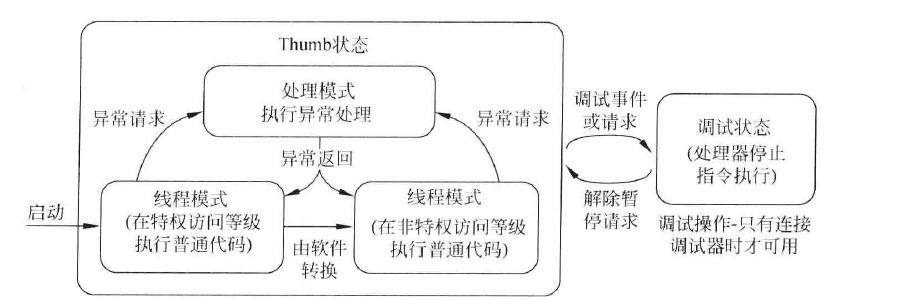 Thumb状态
处理模式
执行异常处理
异常请求
异常请求
异常返回
调试事件
或请求
调试状态
(处理器停止
指令执行)
启动
线程模式
(在特权访问等级
执行普通代码)
线程模式
(在非特权访问等级
执行普通代码)
由软件
转换
解除暂
停请求
调试操作-只有连接
调试器时才可用